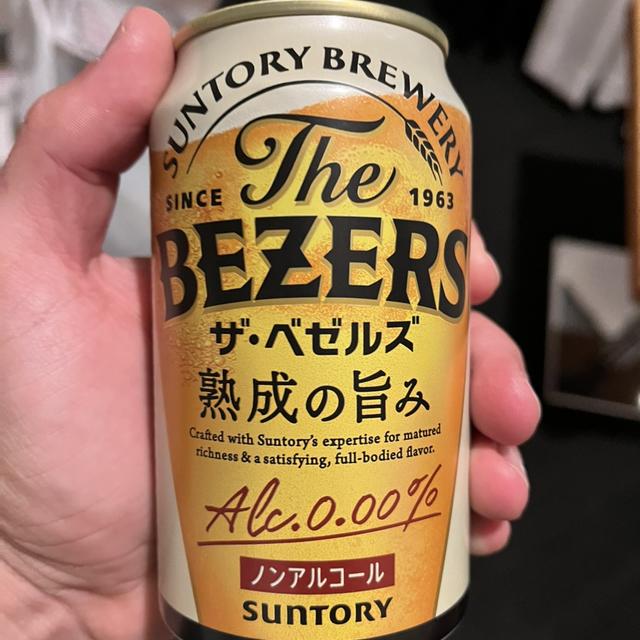 SUNTORY BREWERY
The
SINCE 1963
BEZERS
ザ・ベゼルズ
熟成の旨み
Crafted with Suntory's expertise for matured
richness & a satisfying, full-bodied flavor.
Alc.0.00%
ノンアルコール
SUNTORY